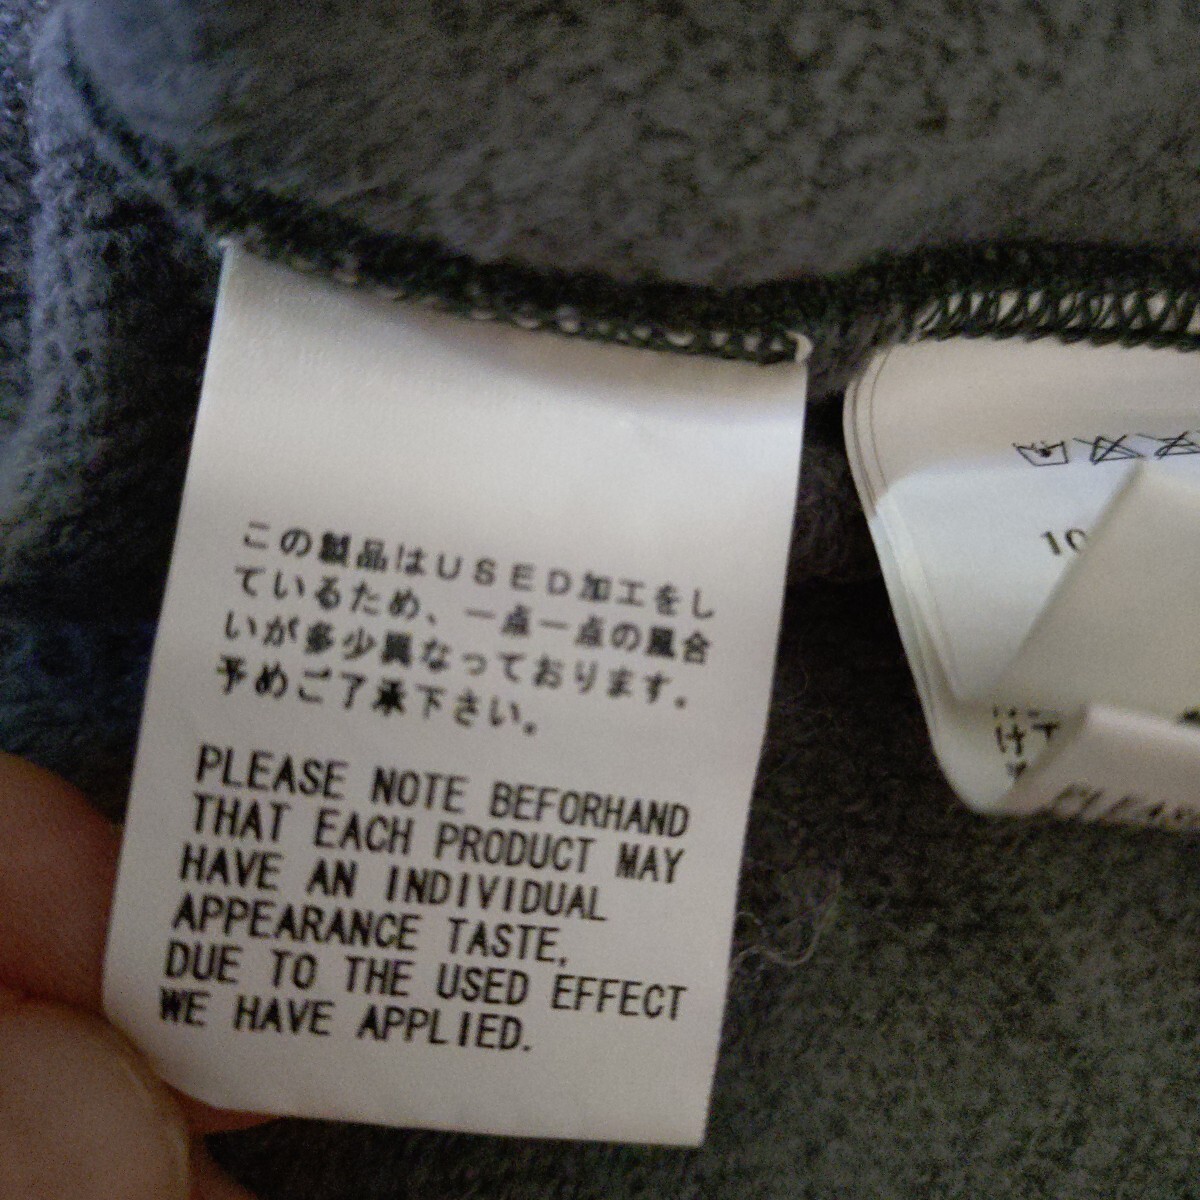 この製品はUSED加工をし
ているため、一点一点の風合
いが多少異なっております。
予めご了承下さい。
PLEASE NOTE BEFORHAND
THAT EACH PRODUCT MAY
HAVE AN INDIVIDUAL
APPEARANCE TASTE,
DUE TO THE USED EFFECT
WE HAVE APPLIED.
10